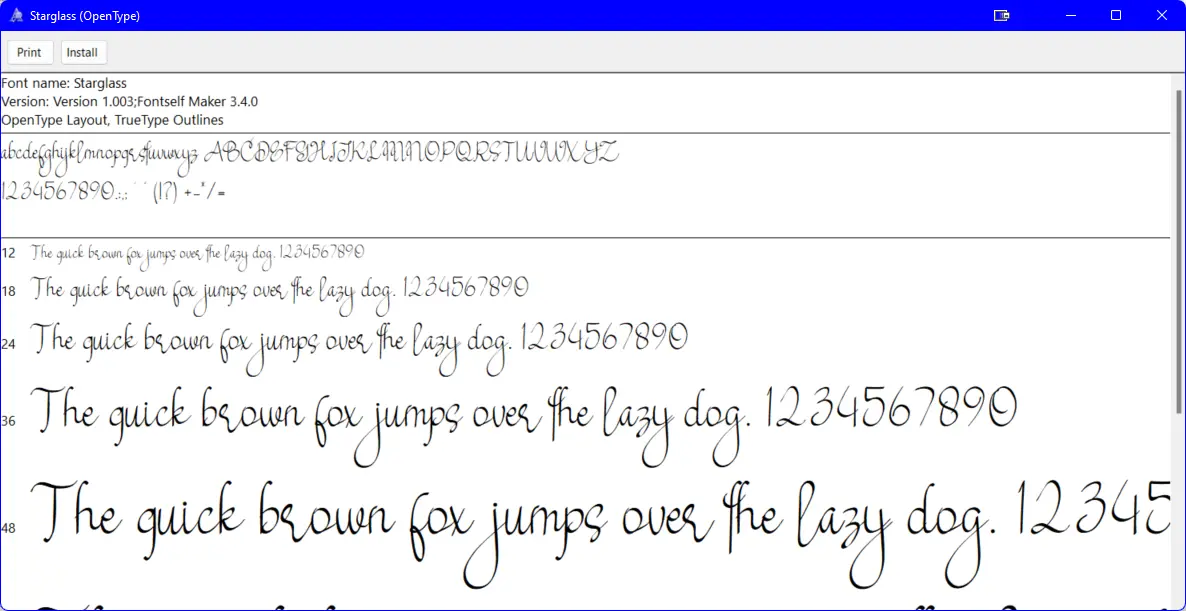 Starglass (OpenType)
Print Install
Font name: Starglass
Version: Version 1.003;Fontself Maker 3.4.0
OpenType Layout, TrueType Outlines
abcdefghijklmnopqrstuvwxyz ABCDEFGHIJKLMNOPQRSTUVWXYZ
1234567890.:,; ' " (!?) +-*/=
12 The quick brown fox jumps over the lazy dog. 1234567890
18 The quick brown fox jumps over the lazy dog. 1234567890
24 The quick brown fox jumps over the lazy dog. 1234567890
36 The quick brown fox jumps over the lazy dog. 1234567890
48 The quick brown fox jumps over the lazy dog. 12345